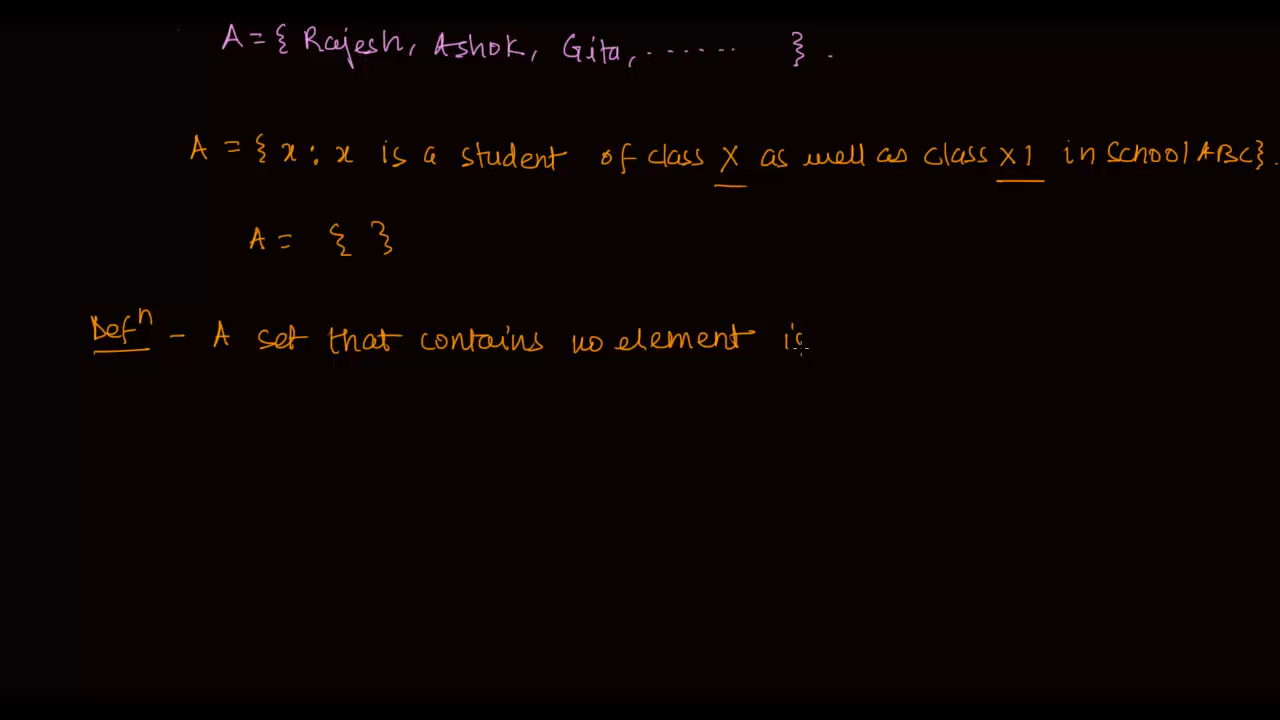 A = { Rajesh, Ashok, Gita, ...... } .
A = { x : x is a student of class X as well as class X1 in School ABC} .
A = { }
Defⁿ - A set that contains no element is